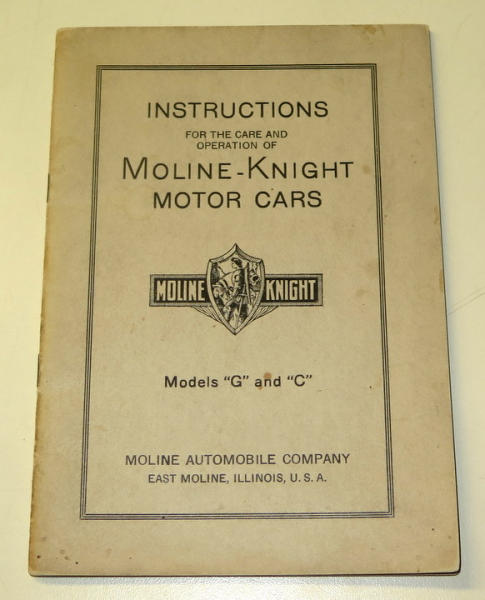 INSTRUCTIONS
FOR THE CARE AND
OPERATION OF
MOLINE-KNIGHT
MOTOR CARS
MOLINE KNIGHT
Models "G" and "C"
MOLINE AUTOMOBILE COMPANY
EAST MOLINE, ILLINOIS, U. S. A.